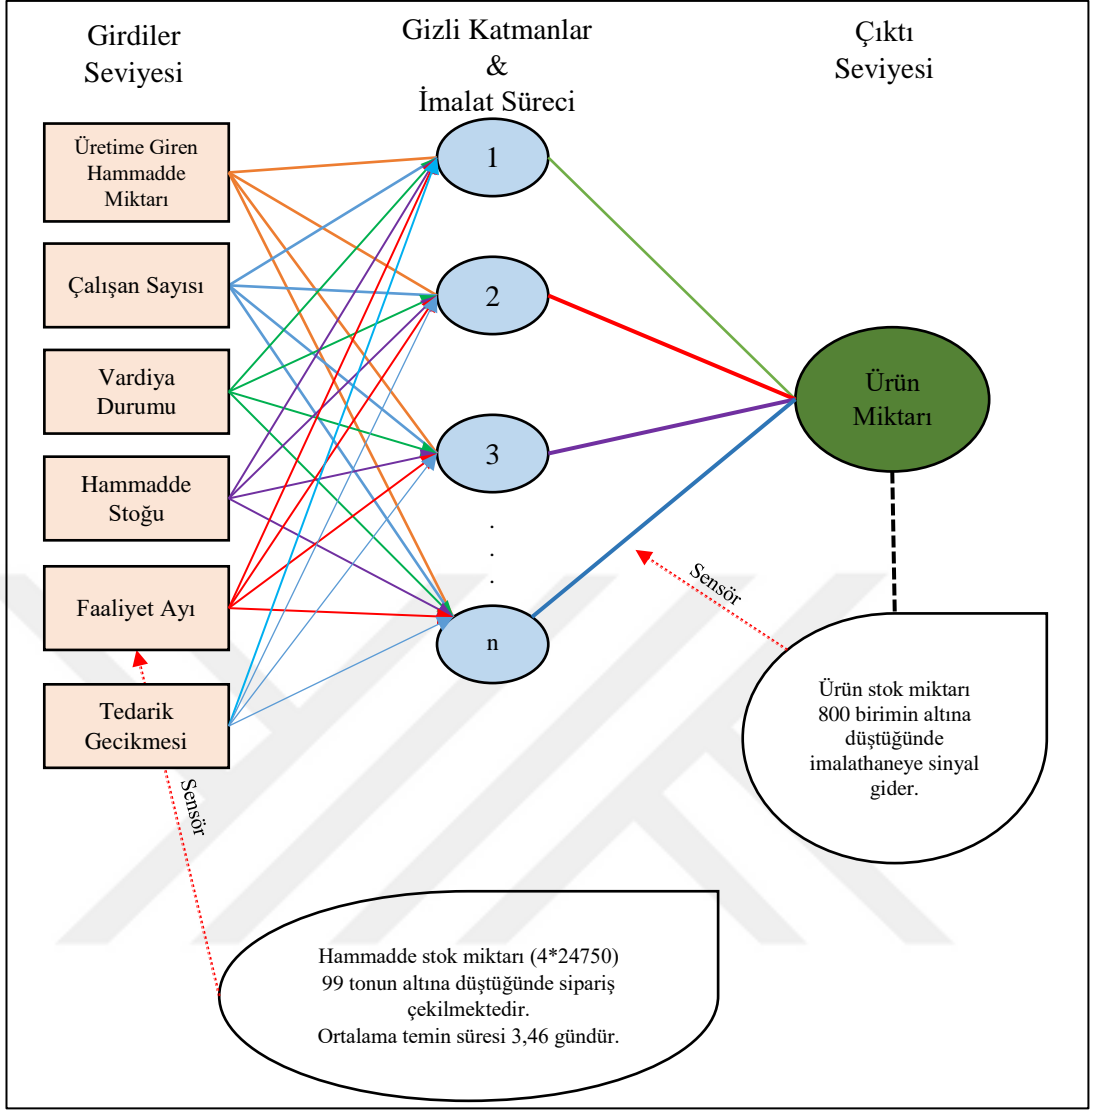 Girdiler
Seviyesi
Gizli Katmanlar
&
İmalat Süreci
Çıktı
Seviyesi
Üretime Giren
Hammadde
Miktarı
Çalışan Sayısı
Vardiya
Durumu
Hammadde
Stoğu
Faaliyet Ayı
Tedarik
Gecikmesi
1
2
3
.
.
.
n
Ürün
Miktarı
Sensör
Sensör
Ürün stok miktarı
800 birimin altına
düştüğünde
imalathaneye sinyal
gider.
Hammadde stok miktarı (4*24750)
99 tonun altına düştüğünde sipariş
çekilmektedir.
Ortalama temin süresi 3,46 gündür.